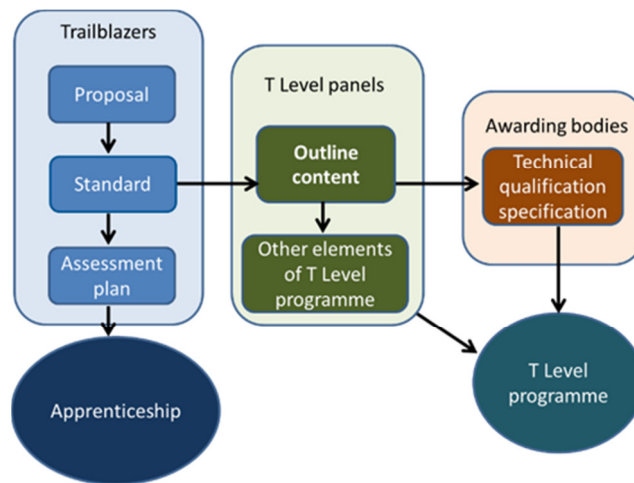 Trailblazers
Proposal
Standard
Assessment
plan
Apprenticeship
T Level panels
Outline
content
Other elements
of T Level
programme
Awarding bodies
Technical
qualification
specification
T Level
programme